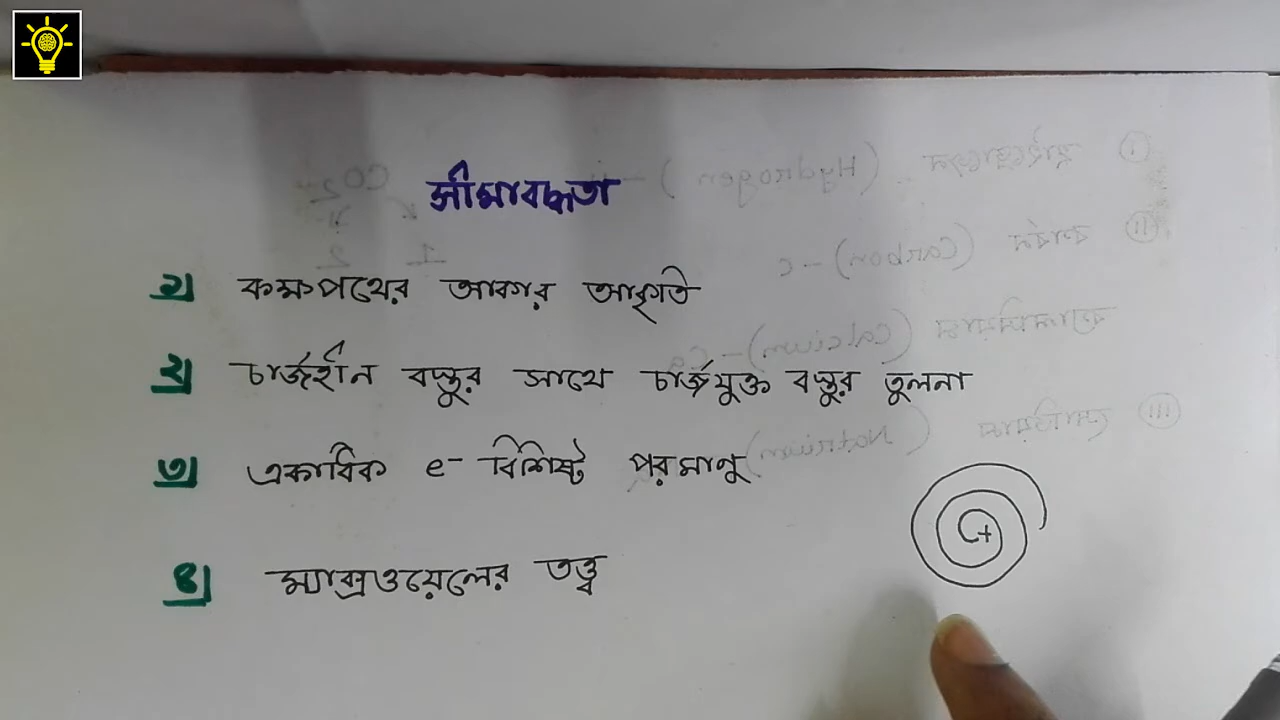 সীমাবদ্ধতা
১) কক্ষপথের আকার আকৃতি
২) চার্জহীন বস্তুর সাথে চার্জযুক্ত বস্তুর তুলনা
৩) একাধিক e- বিশিষ্ট পরমানু
৪) ম্যাক্সওয়েলের তত্ত্ব
+